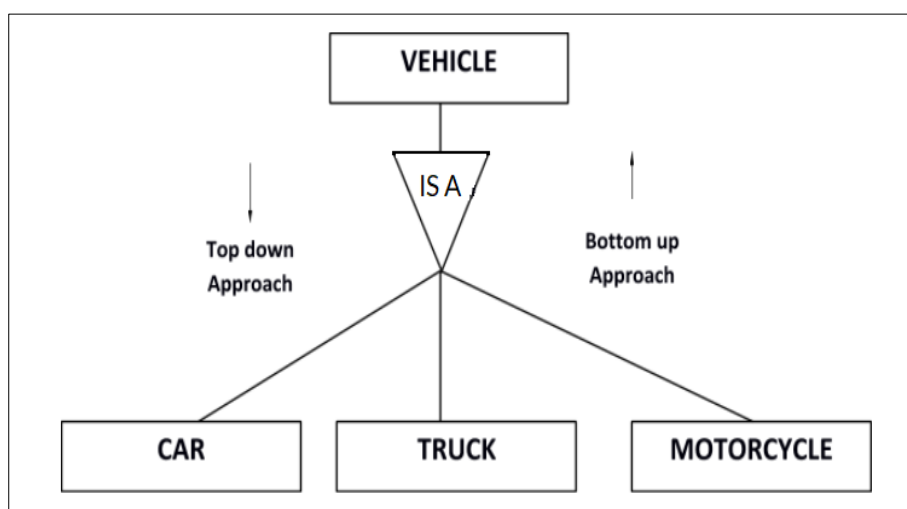 VEHICLE
IS A
Top down
Approach
Bottom up
Approach
CAR
TRUCK
MOTORCYCLE